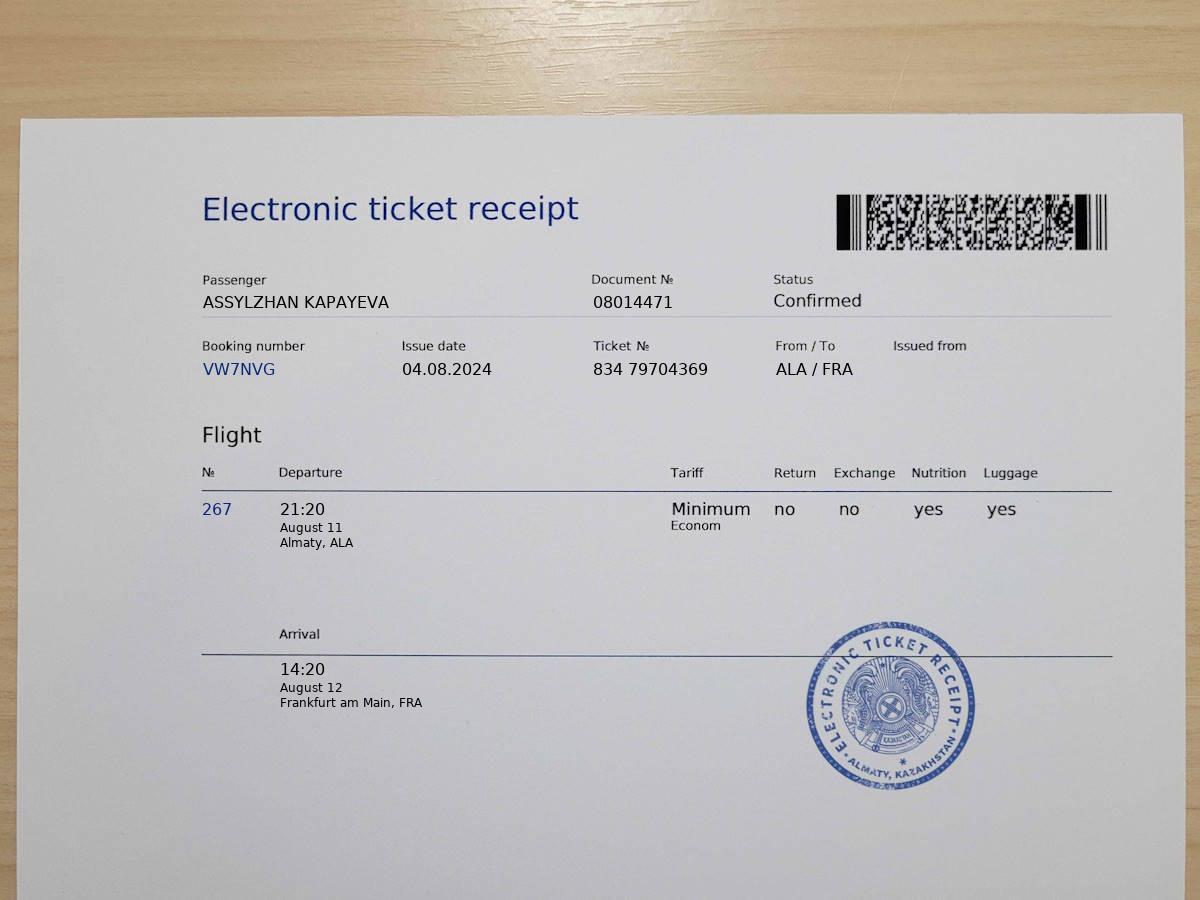 Electronic ticket receipt
Passenger Document № Status
ASSYLZHAN KAPAYEVA 08014471 Confirmed
Booking number Issue date Ticket № From / To Issued from
VW7NVG 04.08.2024 834 79704369 ALA / FRA
Flight
№ Departure Tariff Return Exchange Nutrition Luggage
267 21:20 Minimum no no yes yes
August 11 Econom
Almaty, ALA
Arrival
14:20
August 12
Frankfurt am Main, FRA
ELECTRONIC TICKET RECEIPT
ALMATY, KAZAKHSTAN